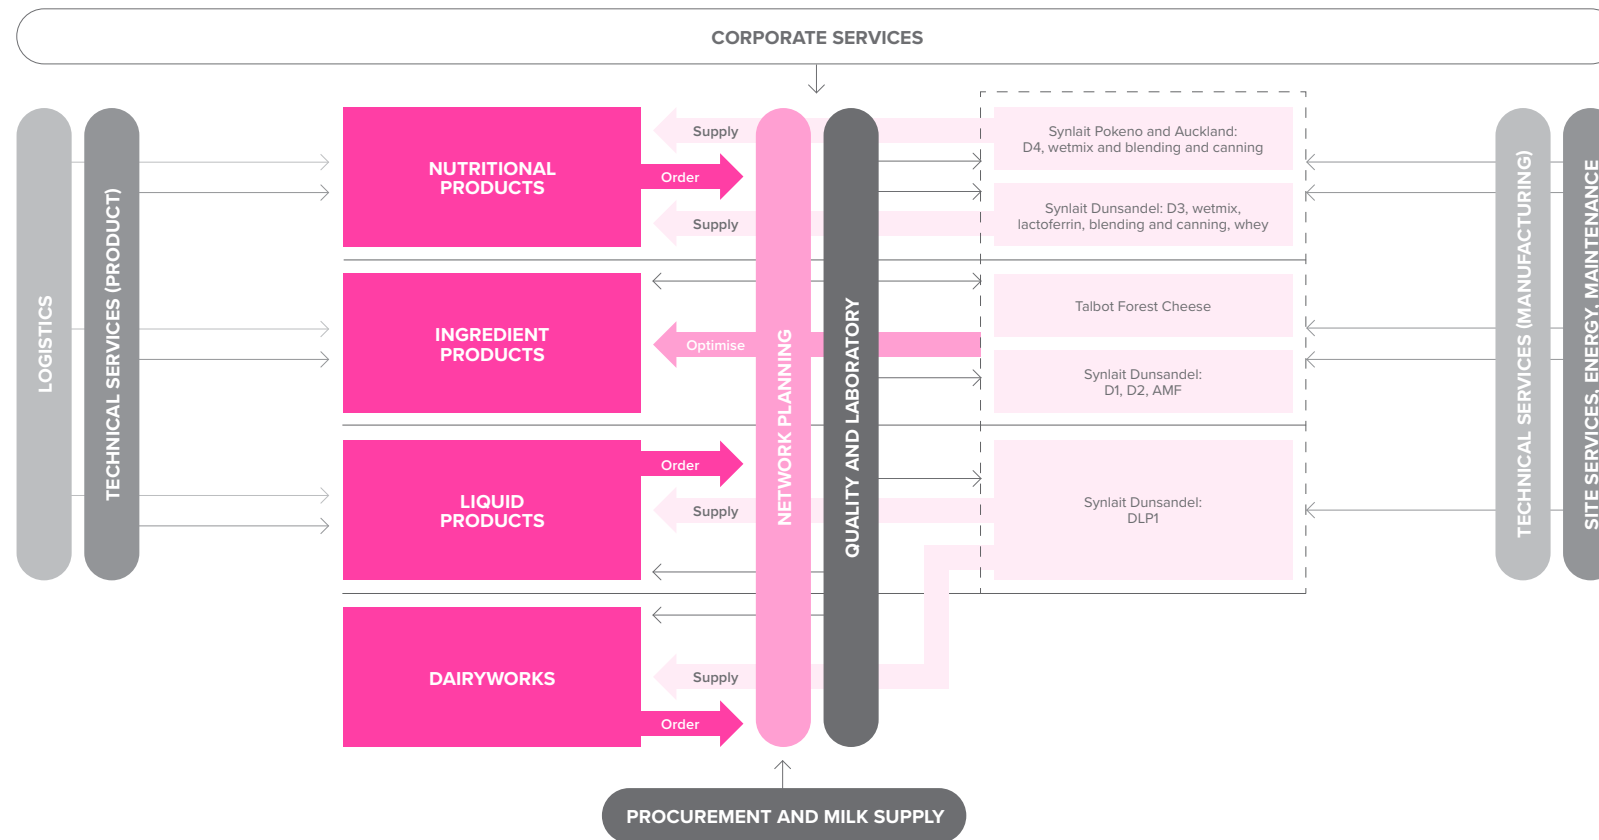 CORPORATE SERVICES
LOGISTICS
TECHNICAL SERVICES (PRODUCT)
NUTRITIONAL
PRODUCTS
Supply
Order
Supply
INGREDIENT
PRODUCTS
Optimise
LIQUID
PRODUCTS
Order
Supply
DAIRYWORKS
Supply
Order
NETWORK PLANNING
QUALITY AND LABORATORY
Synlait Pokeno and Auckland:
D4, wetmix and blending and canning
Synlait Dunsandel: D3, wetmix,
lactoferrin, blending and canning, whey
Talbot Forest Cheese
Synlait Dunsandel:
D1, D2, AMF
Synlait Dunsandel:
DLP1
TECHNICAL SERVICES (MANUFACTURING)
SITE SERVICES, ENERGY, MAINTENANCE
PROCUREMENT AND MILK SUPPLY